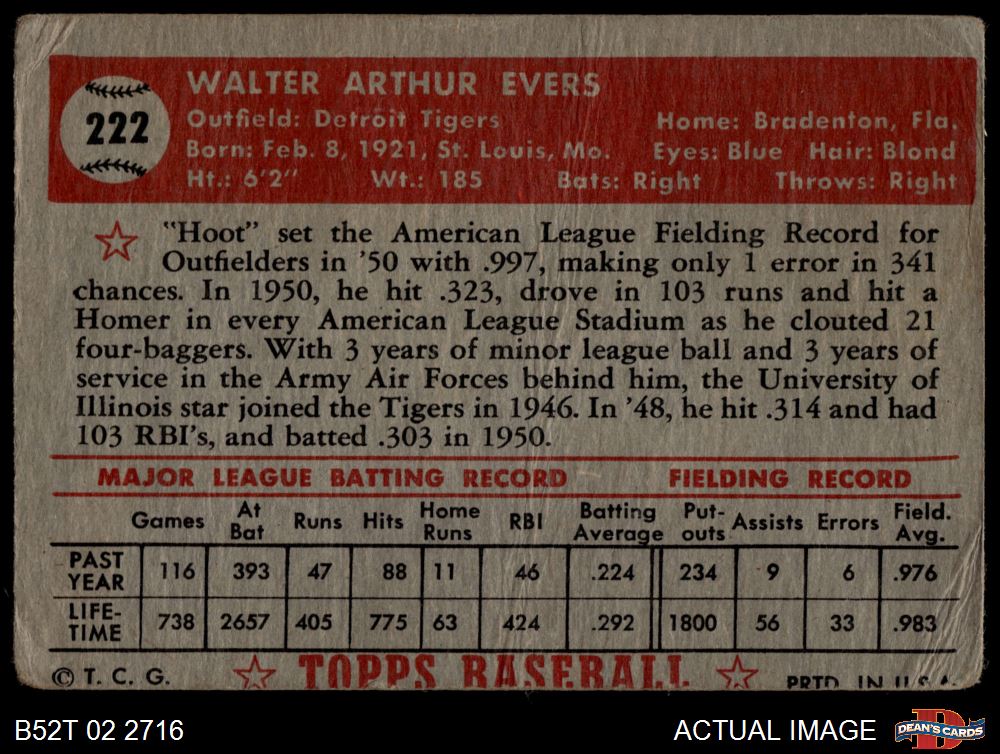 222
WALTER ARTHUR EVERS
Outfield: Detroit Tigers Home: Bradenton, Fla.
Born: Feb. 8, 1921, St. Louis, Mo. Eyes: Blue Hair: Blond
Ht.: 6'2" Wt.: 185 Bats: Right Throws: Right
"Hoot" set the American League Fielding Record for
Outfielders in '50 with .997, making only 1 error in 341
chances. In 1950, he hit .323, drove in 103 runs and hit a
Homer in every American League Stadium as he clouted 21
four-baggers. With 3 years of minor league ball and 3 years of
service in the Army Air Forces behind him, the University of
Illinois star joined the Tigers in 1946. In '48, he hit .314 and had
103 RBI's, and batted .303 in 1950.
MAJOR LEAGUE BATTING RECORD FIELDING RECORD
Games At Bat Runs Hits Home Runs RBI Batting Average Put-outs Assists Errors Field. Avg.
PAST YEAR 116 393 47 88 11 46 .224 234 9 6 .976
LIFE-TIME 738 2657 405 775 63 424 .292 1800 56 33 .983
© T. C. G. TOPPS BASEBALL PRTD. IN U.S.A.
B52T 02 2716 ACTUAL IMAGE DEAN'S CARDS